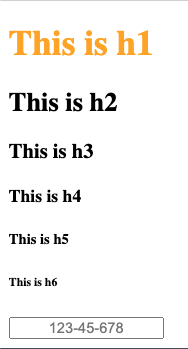 This is h1
This is h2
This is h3
This is h4
This is h5
This is h6
123-45-678